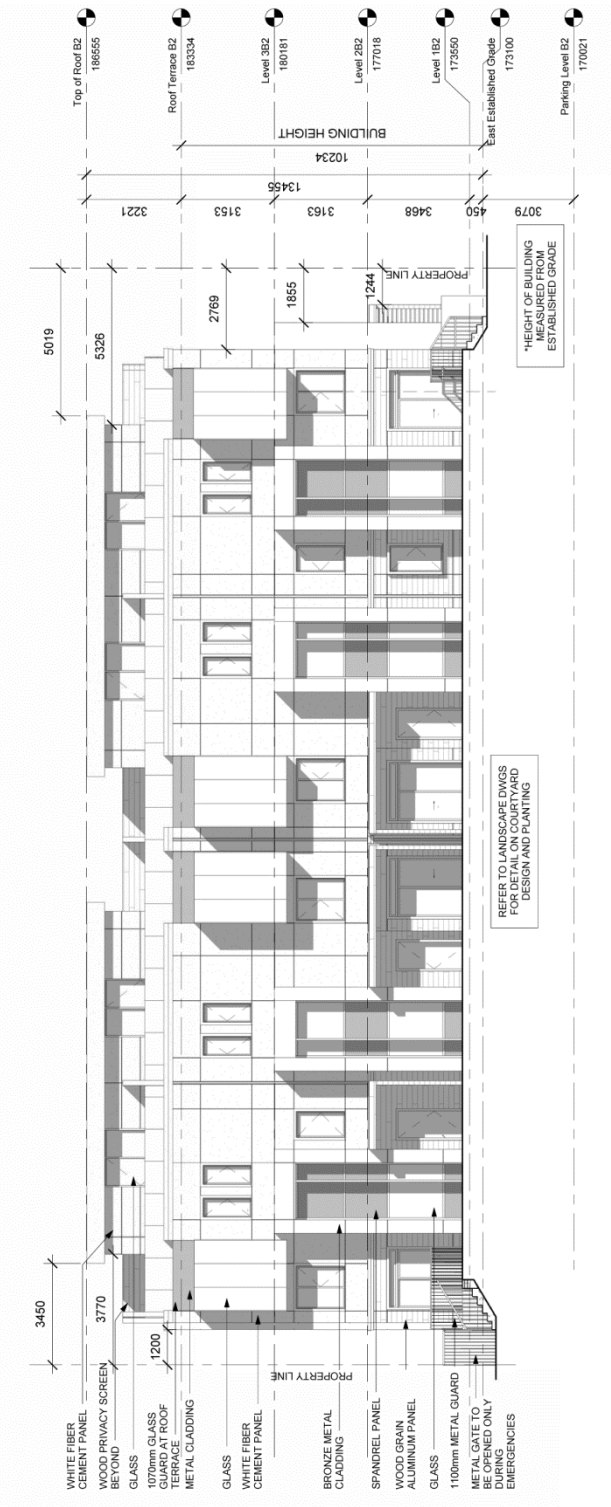 Top of Roof B2
186555
Roof Terrace B2
183334
Level 3B2
180181
Level 2B2
177018
Level 1B2
173550
East Established Grade
173100
Parking Level B2
170021
BUILDING HEIGHT
10234
13455
3221
3153
3163
3468
450
3079
PROPERTY LINE
5019
5326
2769
1855
1244
*HEIGHT OF BUILDING
MEASURED FROM
ESTABLISHED GRADE
REFER TO LANDSCAPE DWGS
FOR DETAIL ON COURTYARD
DESIGN AND PLANTING
3450
3770
1200
PROPERTY LINE
WHITE FIBER
CEMENT PANEL
WOOD PRIVACY SCREEN
BEYOND
GLASS
1070mm GLASS
GUARD AT ROOF
TERRACE
METAL CLADDING
GLASS
WHITE FIBER
CEMENT PANEL
BRONZE METAL
CLADDING
SPANDREL PANEL
WOOD GRAIN
ALUMINUM PANEL
GLASS
1100mm METAL GUARD
METAL GATE TO
BE OPENED ONLY
DURING
EMERGENCIES